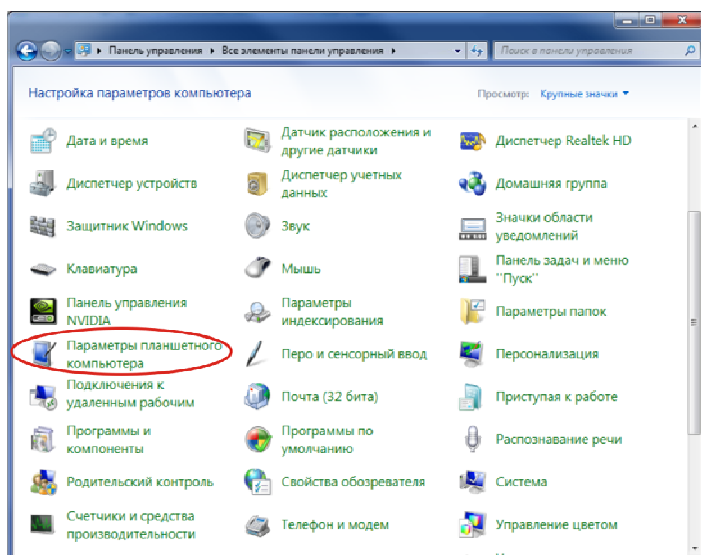 Панель управления ▸ Все элементы панели управления ▸
Поиск в панели управления
Настройка параметров компьютера
Просмотр: Крупные значки
Дата и время
Датчик расположения и
другие датчики
Диспетчер Realtek HD
Диспетчер устройств
Диспетчер учетных
данных
Домашняя группа
Защитник Windows
Звук
Значки области
уведомлений
Клавиатура
Мышь
Панель задач и меню
"Пуск"
Панель управления
NVIDIA
Параметры
индексирования
Параметры папок
Параметры планшетного
компьютера
Перо и сенсорный ввод
Персонализация
Подключения к
удаленным рабочим
Почта (32 бита)
Приступая к работе
Программы и
компоненты
Программы по
умолчанию
Распознавание речи
Родительский контроль
Свойства обозревателя
Система
Счетчики и средства
производительности
Телефон и модем
Управление цветом